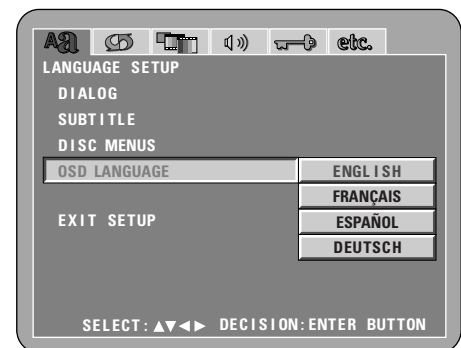 Aa etc.
LANGUAGE SETUP
DIALOG
SUBTITLE
DISC MENUS
OSD LANGUAGE ENGLISH
FRANÇAIS
EXIT SETUP ESPAÑOL
DEUTSCH
SELECT:▲▼◄► DECISION:ENTER BUTTON